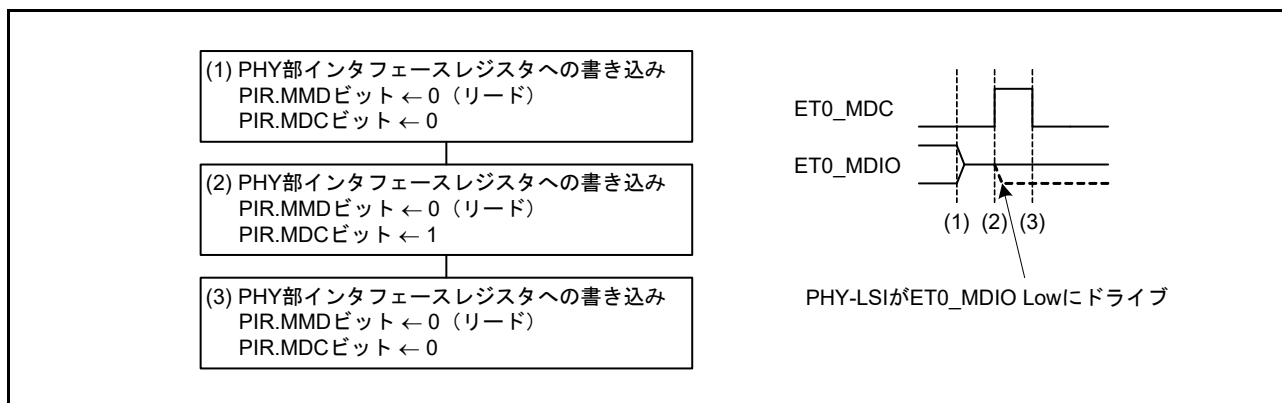 (1) PHY部インタフェースレジスタへの書き込み
PIR.MMDビット ← 0（リード）
PIR.MDCビット ← 0
(2) PHY部インタフェースレジスタへの書き込み
PIR.MMDビット ← 0（リード）
PIR.MDCビット ← 1
(3) PHY部インタフェースレジスタへの書き込み
PIR.MMDビット ← 0（リード）
PIR.MDCビット ← 0
ET0_MDC
ET0_MDIO
(1) (2) (3)
PHY-LSIがET0_MDIO Lowにドライブ